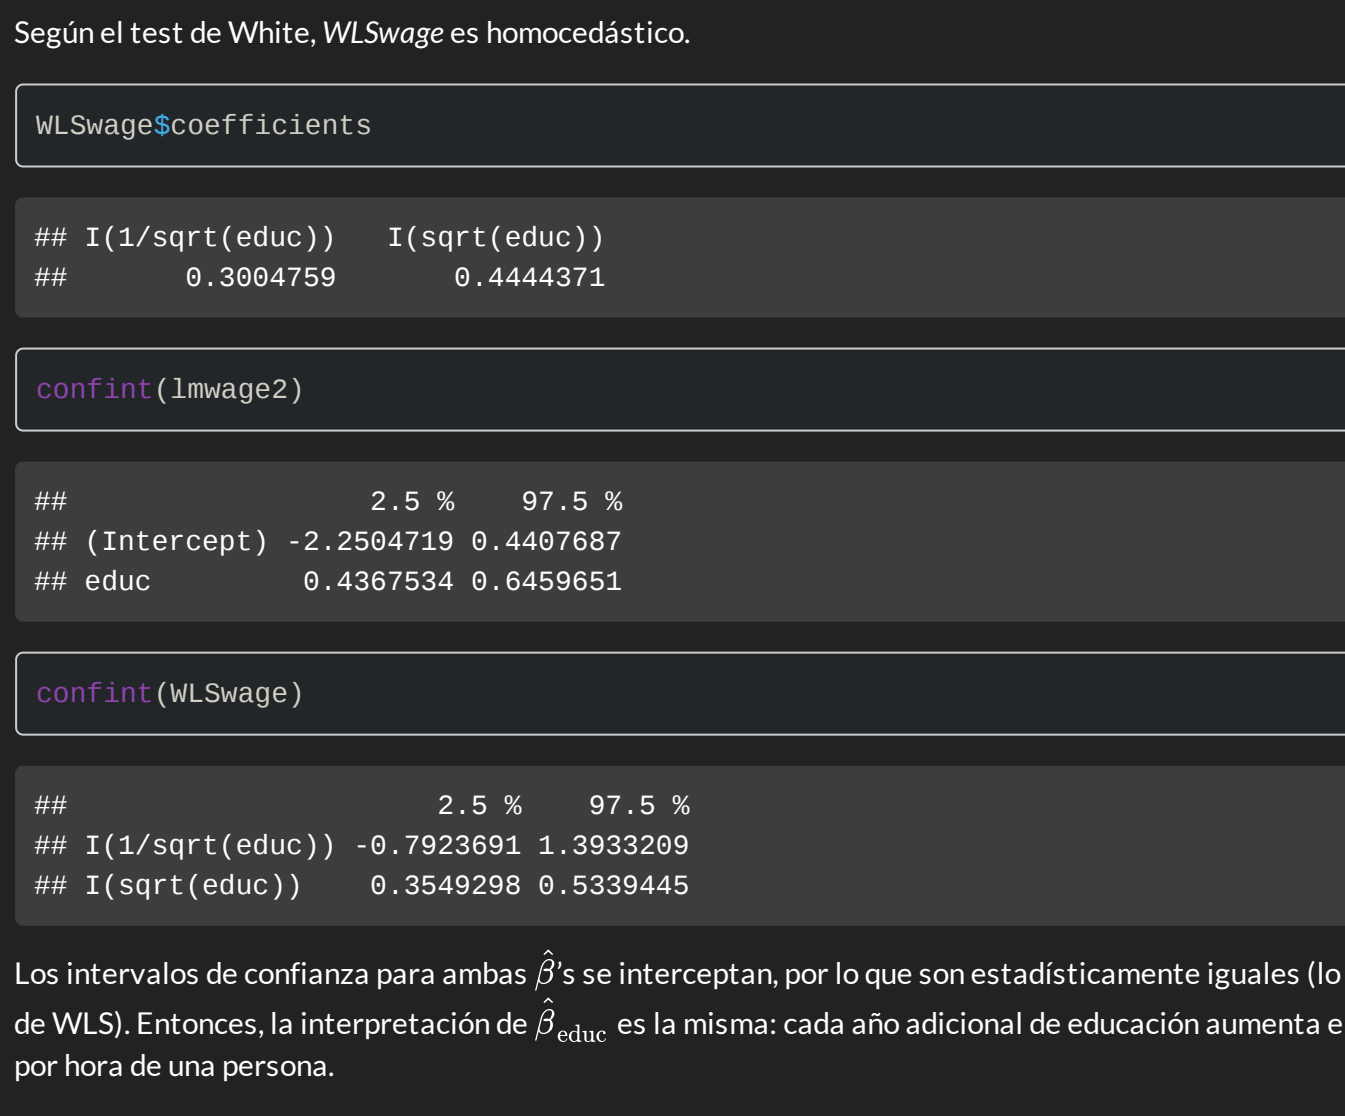 Según el test de White, WLSwage es homocedástico.
WLSwage$coefficients
## I(1/sqrt(educ))   I(sqrt(educ))
##       0.3004759       0.4444371
confint(lmwage2)
##                  2.5 %    97.5 %
## (Intercept) -2.2504719 0.4407687
## educ         0.4367534 0.6459651
confint(WLSwage)
##                      2.5 %    97.5 %
## I(1/sqrt(educ)) -0.7923691 1.3933209
## I(sqrt(educ))    0.3549298 0.5339445
Los intervalos de confianza para ambas β̂'s se interceptan, por lo que son estadísticamente iguales (lo
de WLS). Entonces, la interpretación de β̂educ es la misma: cada año adicional de educación aumenta e
por hora de una persona.